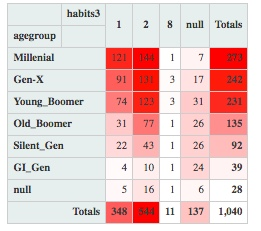 habits3 1 2 8 null Totals
agegroup
Millenial 121 144 1 7 273
Gen-X 91 131 3 17 242
Young_Boomer 74 123 3 31 231
Old_Boomer 31 77 1 26 135
Silent_Gen 22 43 1 26 92
GI_Gen 4 10 1 24 39
null 5 16 1 6 28
Totals 348 544 11 137 1,040